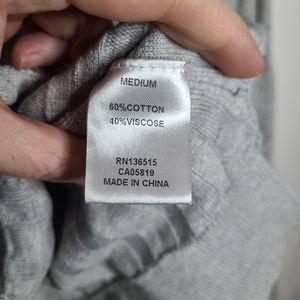 MEDIUM
60%COTTON
40%VISCOSE
RN136515
CA05819
MADE IN CHINA